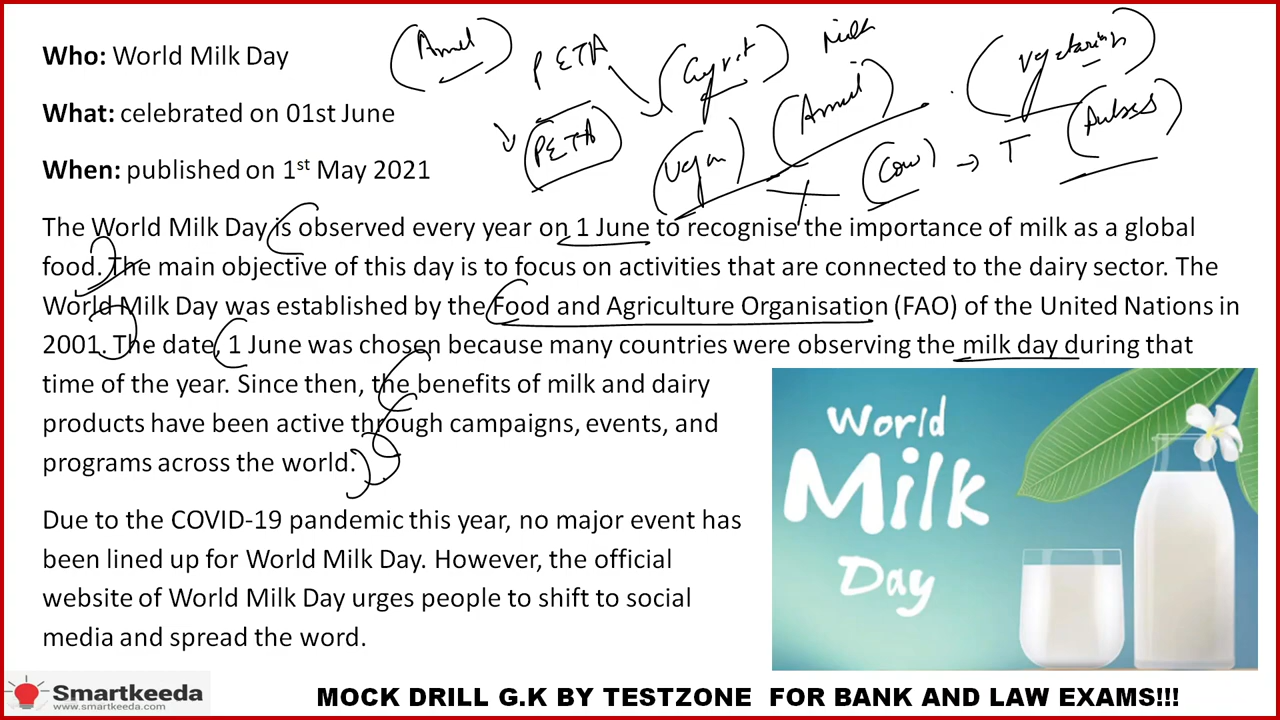 Who: World Milk Day
What: celebrated on 01st June
When: published on 1st May 2021
Amul
PETA
Milk
Vegetarian
PETA
Vegan
Amul
Cow
T
Pulses
The World Milk Day is observed every year on 1 June to recognise the importance of milk as a global
food. The main objective of this day is to focus on activities that are connected to the dairy sector. The
World Milk Day was established by the Food and Agriculture Organisation (FAO) of the United Nations in
2001. The date, 1 June was chosen because many countries were observing the milk day during that
time of the year. Since then, the benefits of milk and dairy
products have been active through campaigns, events, and
programs across the world.
Due to the COVID-19 pandemic this year, no major event has
been lined up for World Milk Day. However, the official
website of World Milk Day urges people to shift to social
media and spread the word.
World
Milk
Day
Smartkeeda
www.smartkeeda.com
MOCK DRILL G.K BY TESTZONE FOR BANK AND LAW EXAMS!!!